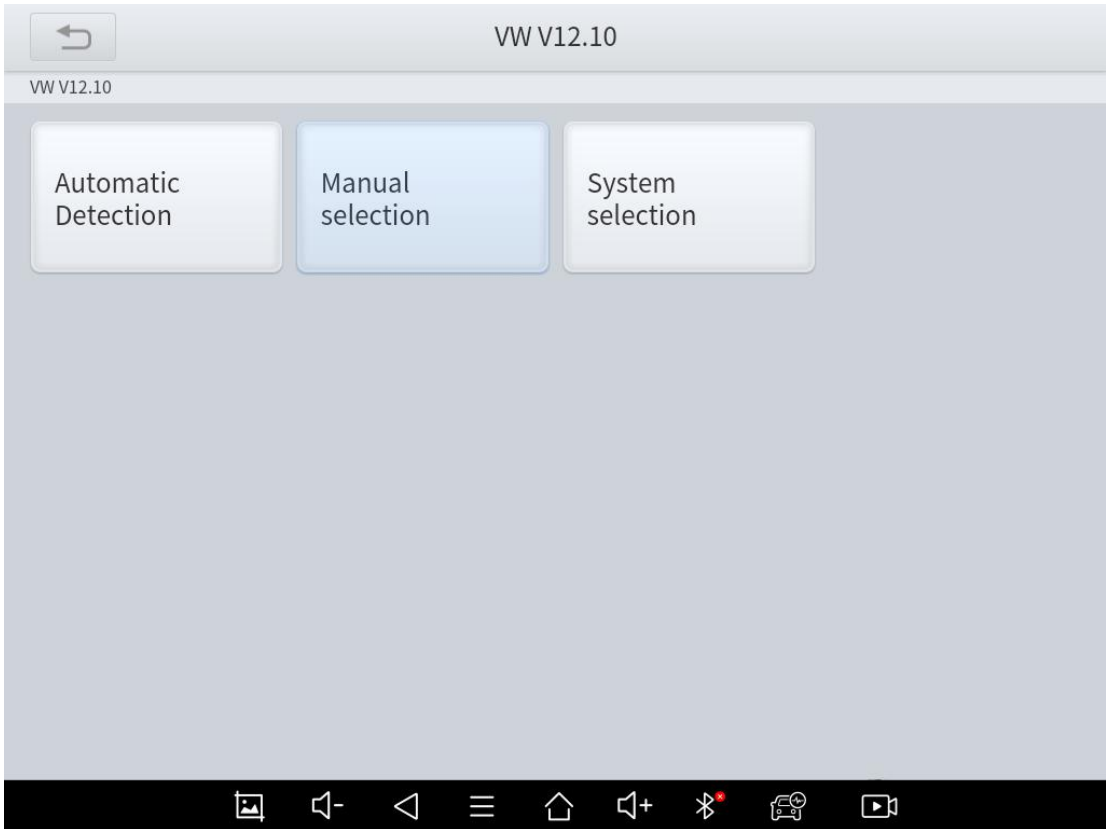 VW V12.10
VW V12.10
Automatic
Detection
Manual
selection
System
selection